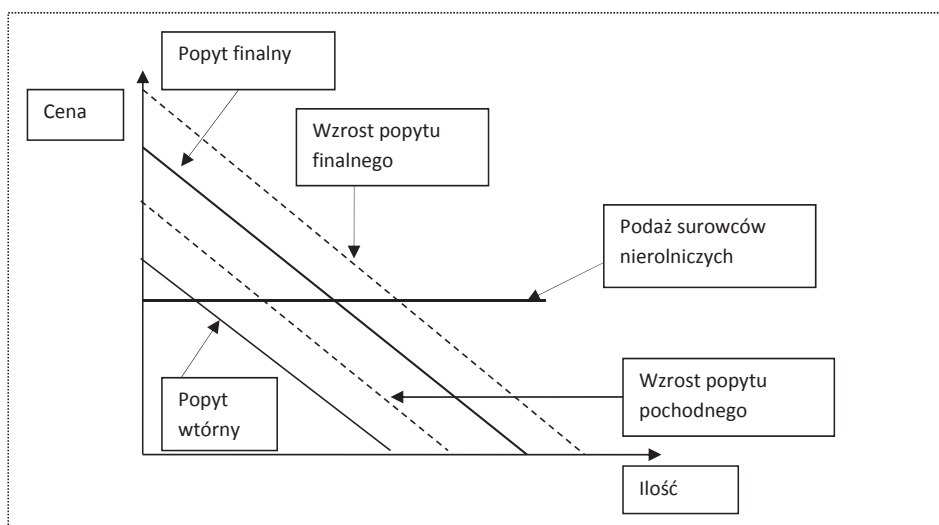 Popyt finalny
Cena
Wzrost popytu
finalnego
Podaż surowców
nierolniczych
Popyt
wtórny
Wzrost popytu
pochodnego
Ilość